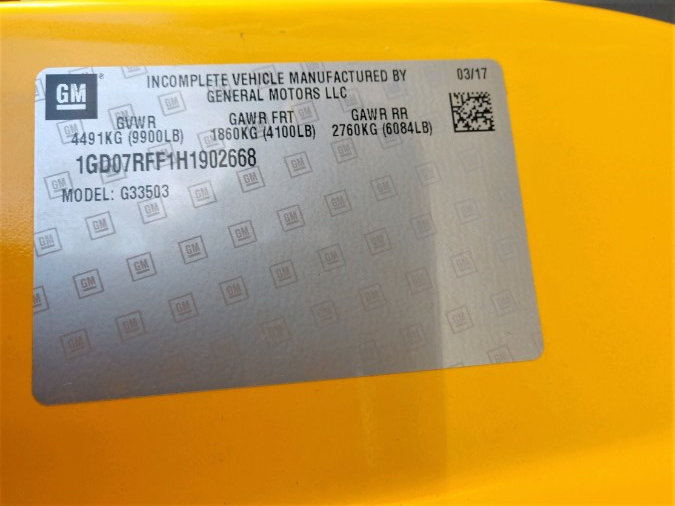 GM
INCOMPLETE VEHICLE MANUFACTURED BY
GENERAL MOTORS LLC
03/17
GVWR GAWR FRT GAWR RR
4491KG (9900LB) 1860KG (4100LB) 2760KG (6084LB)
1GD07RFF1H1902668
MODEL: G33503